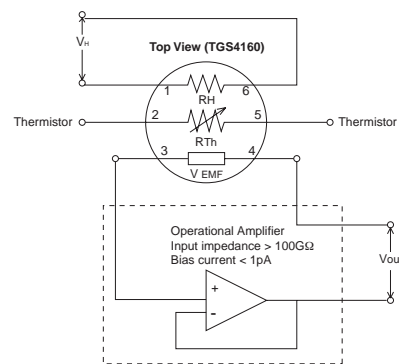 VH
Top View (TGS4160)
1
6
RH
Thermistor
2
5
Thermistor
RTh
3
4
V EMF
Operational Amplifier
Input impedance > 100GΩ
Bias current < 1pA
Vou
+
-